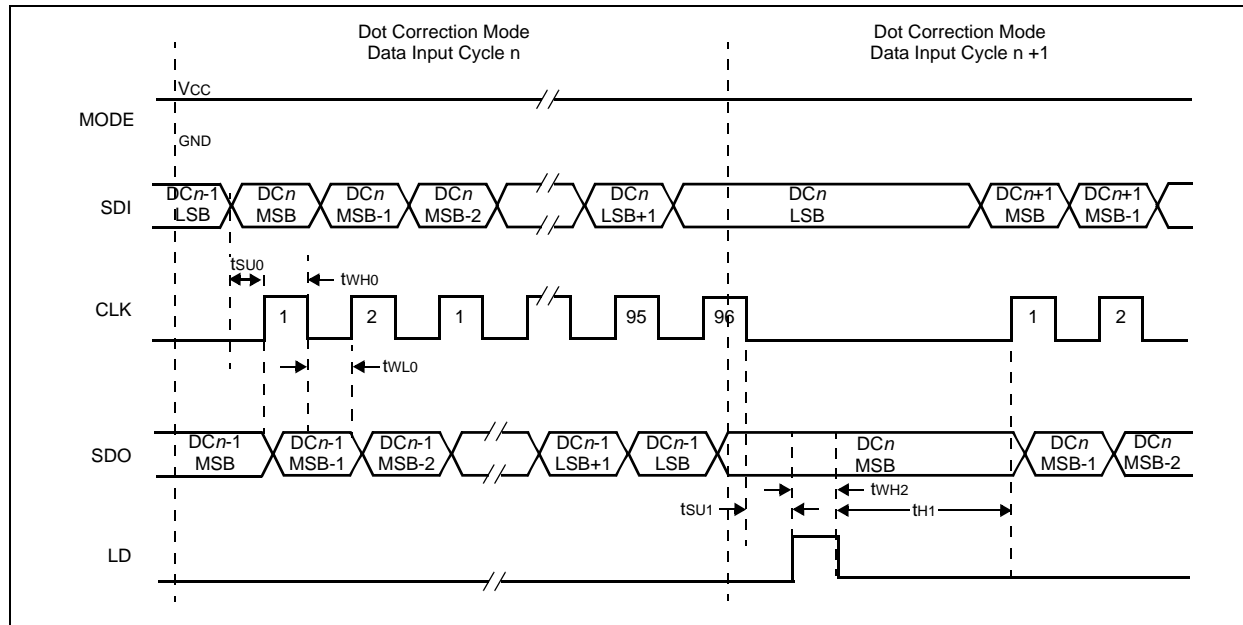 Dot Correction Mode
Data Input Cycle n
Dot Correction Mode
Data Input Cycle n +1
VCC
MODE
GND
SDI
DCn-1
LSB
DCn
MSB
DCn
MSB-1
DCn
MSB-2
DCn
LSB+1
DCn
LSB
DCn+1
MSB
DCn+1
MSB-1
tSU0
tWH0
CLK
1
2
1
95
96
1
2
tWL0
SDO
DCn-1
MSB
DCn-1
MSB-1
DCn-1
MSB-2
DCn-1
LSB+1
DCn-1
LSB
DCn
MSB
DCn
MSB-1
DCn
MSB-2
tWH2
tSU1
tH1
LD